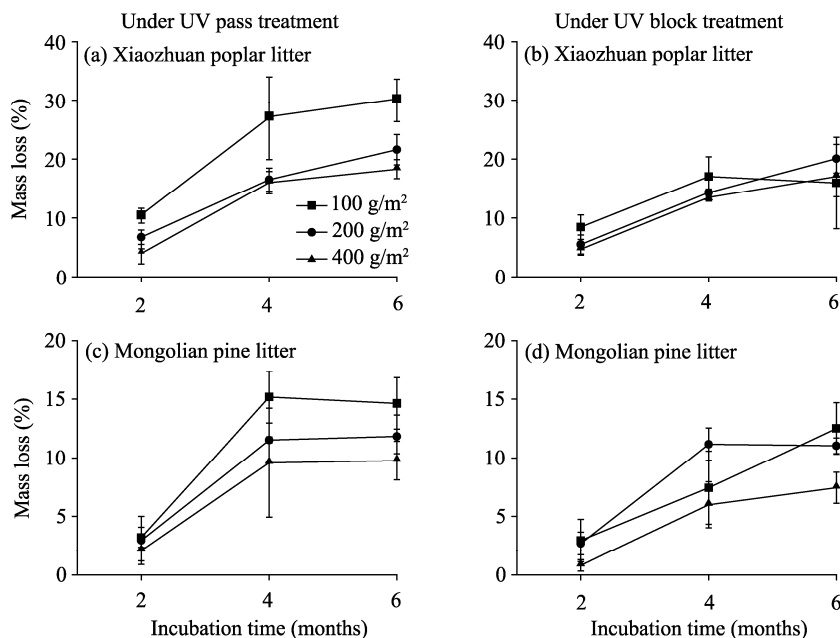 Under UV pass treatment
Under UV block treatment
(a) Xiaozhuan poplar litter
(b) Xiaozhuan poplar litter
Mass loss (%)
40
30
20
10
0
2
4
6
100 g/m²
200 g/m²
400 g/m²
40
30
20
10
0
2
4
6
(c) Mongolian pine litter
(d) Mongolian pine litter
Mass loss (%)
20
15
10
5
0
2
4
6
Incubation time (months)
20
15
10
5
0
2
4
6
Incubation time (months)